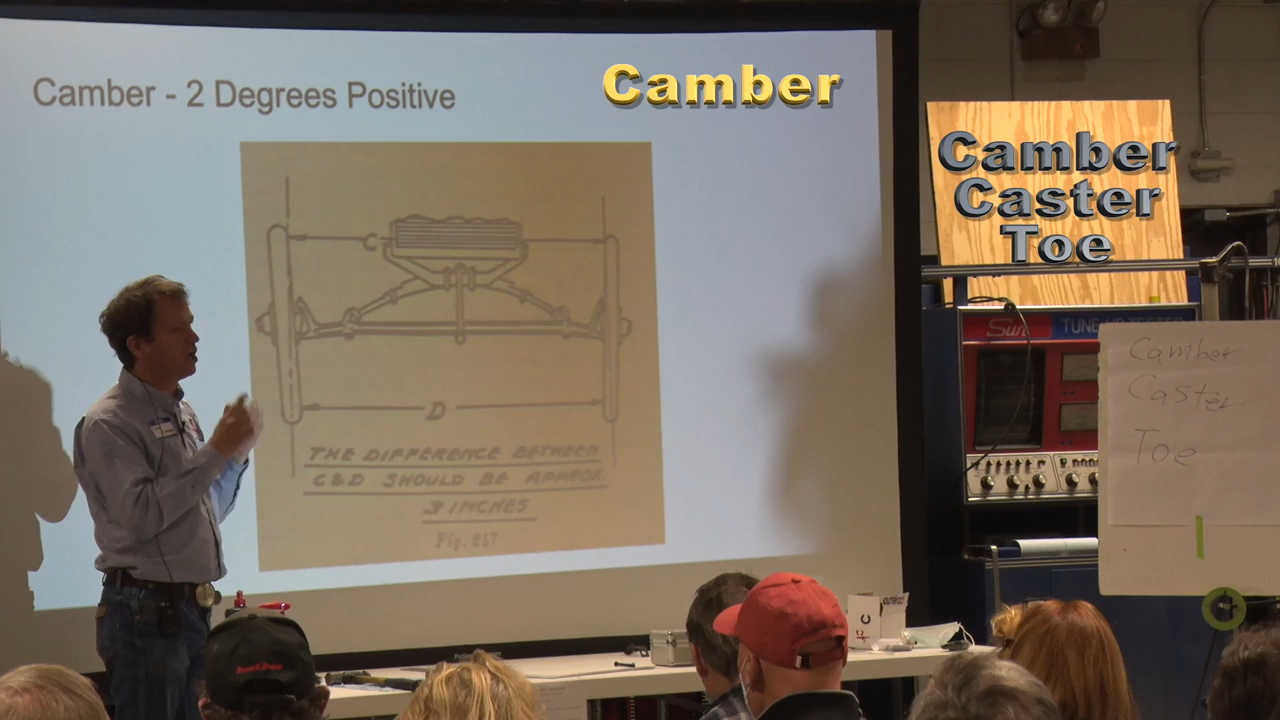 Camber - 2 Degrees Positive
Camber
C
D
THE DIFFERENCE BETWEEN
C&D SHOULD BE APPROX.
3 INCHES
Fig. 247
Camber
Caster
Toe
Sun
TUNE-UP TESTER
Camber
Caster
Toe